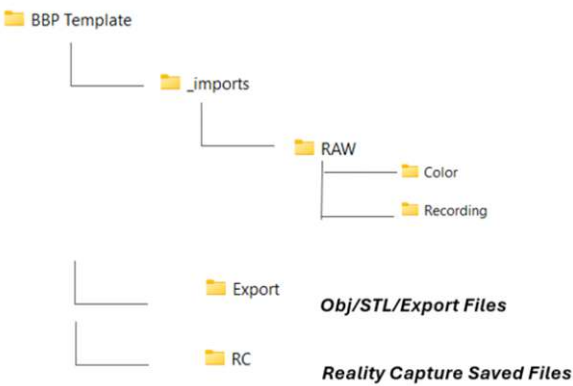 BBP Template
_imports
RAW
Color
Recording
Export
Obj/STL/Export Files
RC
Reality Capture Saved Files